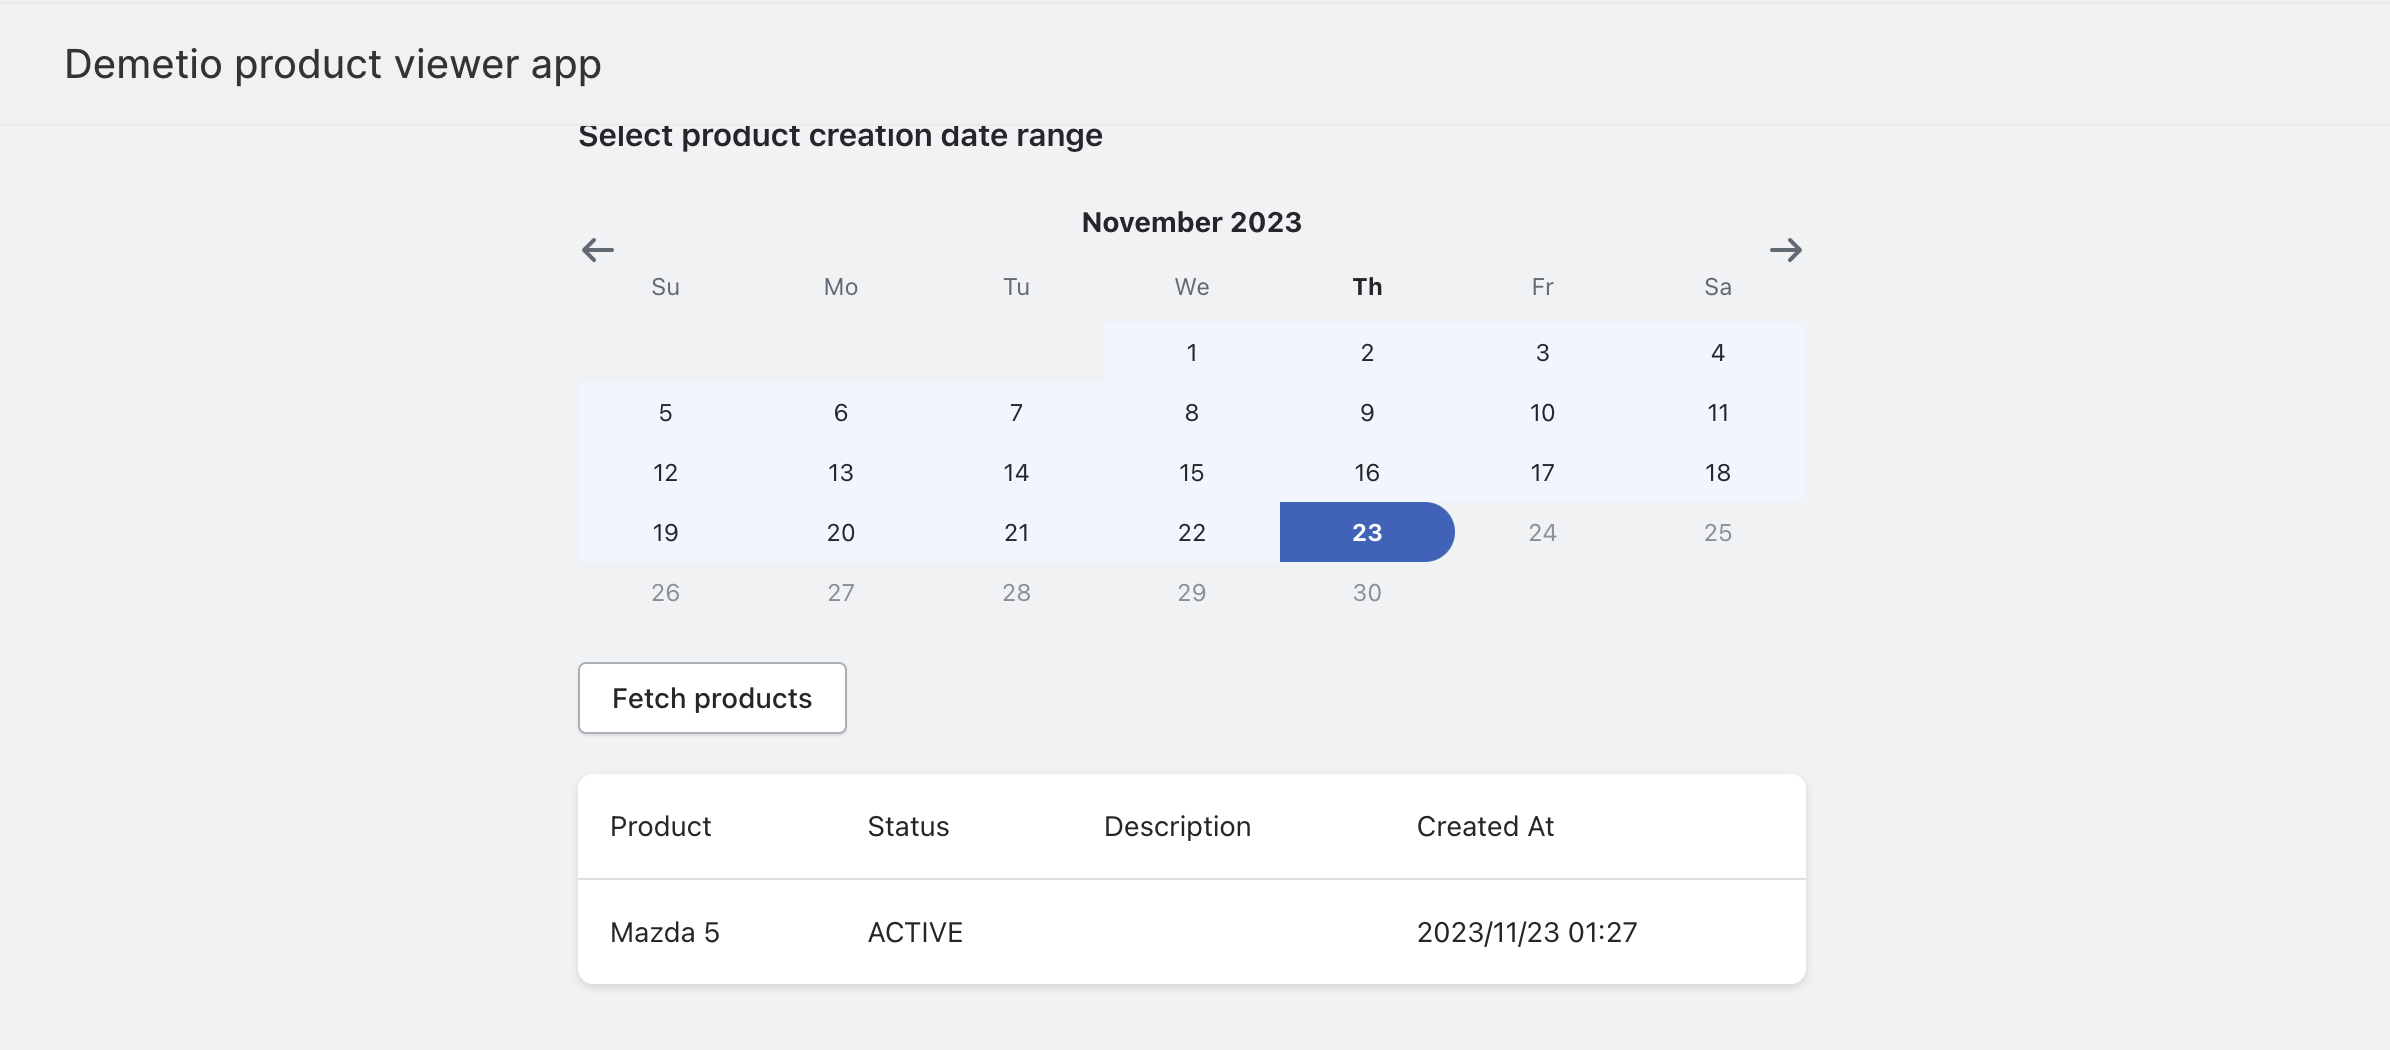 Demetio product viewer app
Select product creation date range
November 2023
Su Mo Tu We Th Fr Sa
1 2 3 4
5 6 7 8 9 10 11
12 13 14 15 16 17 18
19 20 21 22 23 24 25
26 27 28 29 30
Fetch products
Product Status Description Created At
Mazda 5 ACTIVE 2023/11/23 01:27